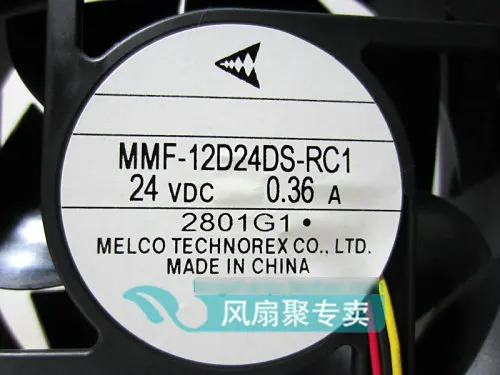 MMF-12D24DS-RC1
24 VDC 0.36 A
2801G1•
MELCO TECHNOREX CO., LTD.
MADE IN CHINA
风扇聚专卖